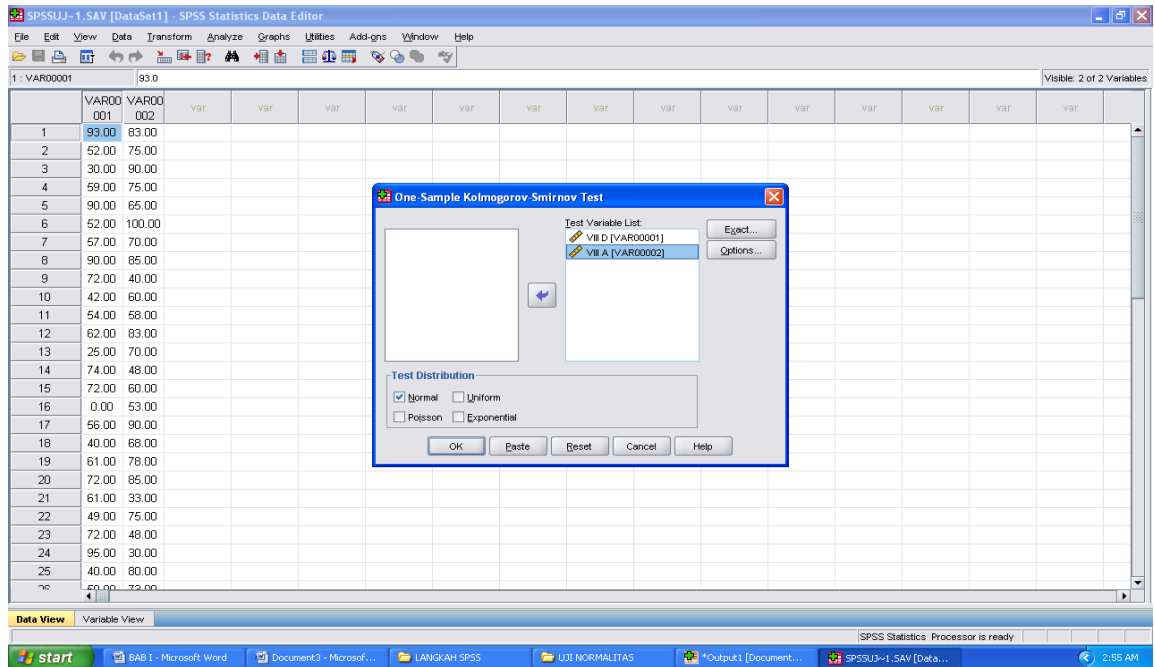 SPSSUJ~1.SAV [DataSet1] - SPSS Statistics Data Editor
File Edit View Data Transform Analyze Graphs Utilities Add-ons Window Help
1 : VAR00001 93.0 Visible: 2 of 2 Variables
VAR00001 VAR00002 var var var var var var var var var var var var var var
1 93.00 83.00
2 52.00 75.00
3 30.00 90.00
4 59.00 75.00
5 90.00 65.00
6 52.00 100.00
7 57.00 70.00
8 90.00 85.00
9 72.00 40.00
10 42.00 60.00
11 54.00 58.00
12 62.00 83.00
13 25.00 70.00
14 74.00 48.00
15 72.00 60.00
16 0.00 53.00
17 56.00 90.00
18 40.00 68.00
19 61.00 78.00
20 72.00 85.00
21 61.00 33.00
22 49.00 75.00
23 72.00 48.00
24 95.00 30.00
25 40.00 80.00
One-Sample Kolmogorov-Smirnov Test
Test Variable List:
VIII D [VAR00001]
VIII A [VAR00002]
Exact...
Options...
Test Distribution
Normal Uniform
Poisson Exponential
OK Paste Reset Cancel Help
Data View Variable View
SPSS Statistics Processor is ready
start BAB I - Microsoft Word Document3 - Microsof... LANGKAH SPSS UJI NORMALITAS *Output1 [Document... SPSSUJ~1.SAV [Data... 2:55 AM